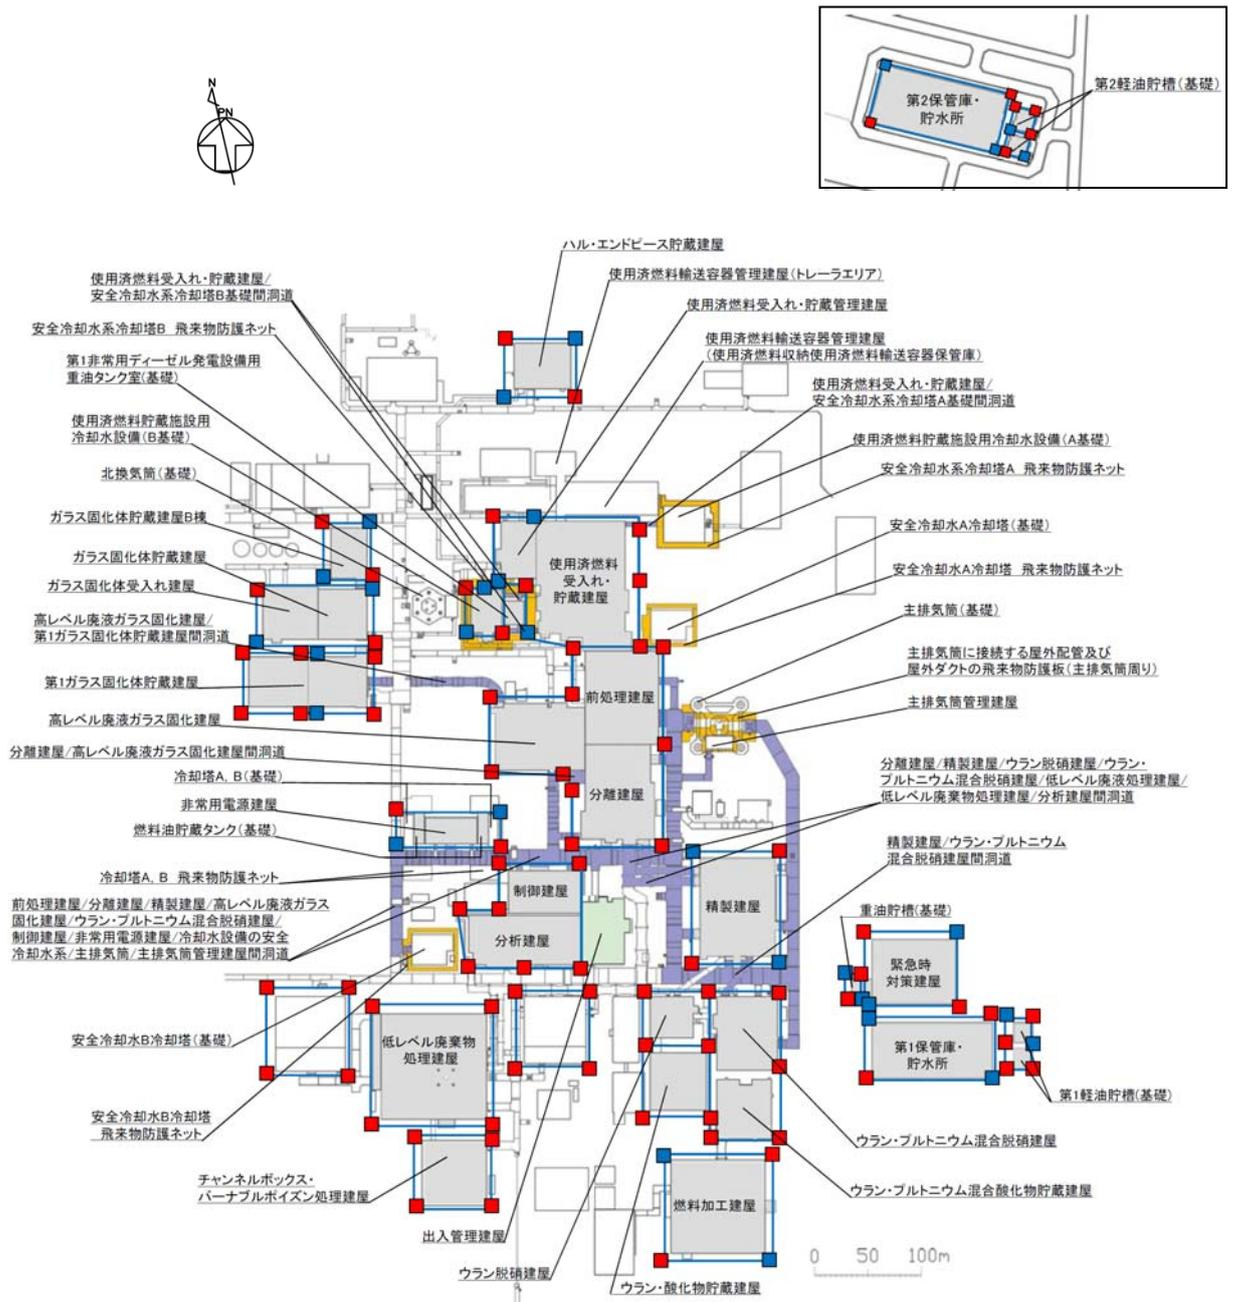 N
PN
第2保管庫・
貯水所
第2軽油貯槽(基礎)
ハル・エンドピース貯蔵建屋
使用済燃料輸送容器管理建屋(トレーラエリア)
使用済燃料受入れ・貯蔵管理建屋
使用済燃料輸送容器管理建屋
(使用済燃料収納使用済燃料輸送容器保管庫)
使用済燃料受入れ・貯蔵建屋/
安全冷却水系冷却塔A基礎間洞道
使用済燃料貯蔵施設用冷却水設備(A基礎)
安全冷却水系冷却塔A 飛来物防護ネット
安全冷却水A冷却塔(基礎)
安全冷却水A冷却塔 飛来物防護ネット
主排気筒(基礎)
主排気筒に接続する屋外配管及び
屋外ダクトの飛来物防護板(主排気筒周り)
主排気筒管理建屋
分離建屋/精製建屋/ウラン脱硝建屋/ウラン・
プルトニウム混合脱硝建屋/低レベル廃液処理建屋/
低レベル廃棄物処理建屋/分析建屋間洞道
精製建屋/ウラン・プルトニウム
混合脱硝建屋間洞道
使用済燃料受入れ・貯蔵建屋/
安全冷却水系冷却塔B基礎間洞道
安全冷却水系冷却塔B 飛来物防護ネット
第1非常用ディーゼル発電設備用
重油タンク室(基礎)
使用済燃料貯蔵施設用
冷却水設備(B基礎)
北換気筒(基礎)
ガラス固化体貯蔵建屋B棟
ガラス固化体貯蔵建屋
ガラス固化体受入れ建屋
高レベル廃液ガラス固化建屋/
第1ガラス固化体貯蔵建屋間洞道
第1ガラス固化体貯蔵建屋
高レベル廃液ガラス固化建屋
分離建屋/高レベル廃液ガラス固化建屋間洞道
冷却塔A, B(基礎)
非常用電源建屋
燃料油貯蔵タンク(基礎)
冷却塔A, B 飛来物防護ネット
前処理建屋/分離建屋/精製建屋/高レベル廃液ガラス
固化建屋/ウラン・プルトニウム混合脱硝建屋/
制御建屋/非常用電源建屋/冷却水設備の安全
冷却水系/主排気筒/主排気筒管理建屋間洞道
安全冷却水B冷却塔(基礎)
安全冷却水B冷却塔
飛来物防護ネット
チャンネルボックス・
バーナブルポイズン処理建屋
出入管理建屋
ウラン脱硝建屋
ウラン・酸化物貯蔵建屋
ウラン・プルトニウム混合酸化物貯蔵建屋
ウラン・プルトニウム混合脱硝建屋
使用済燃料
受入れ・
貯蔵建屋
前処理建屋
分離建屋
制御建屋
分析建屋
精製建屋
低レベル廃棄物
処理建屋
燃料加工建屋
重油貯槽(基礎)
緊急時
対策建屋
第1保管庫・
貯水所
第1軽油貯槽(基礎)
0 50 100m